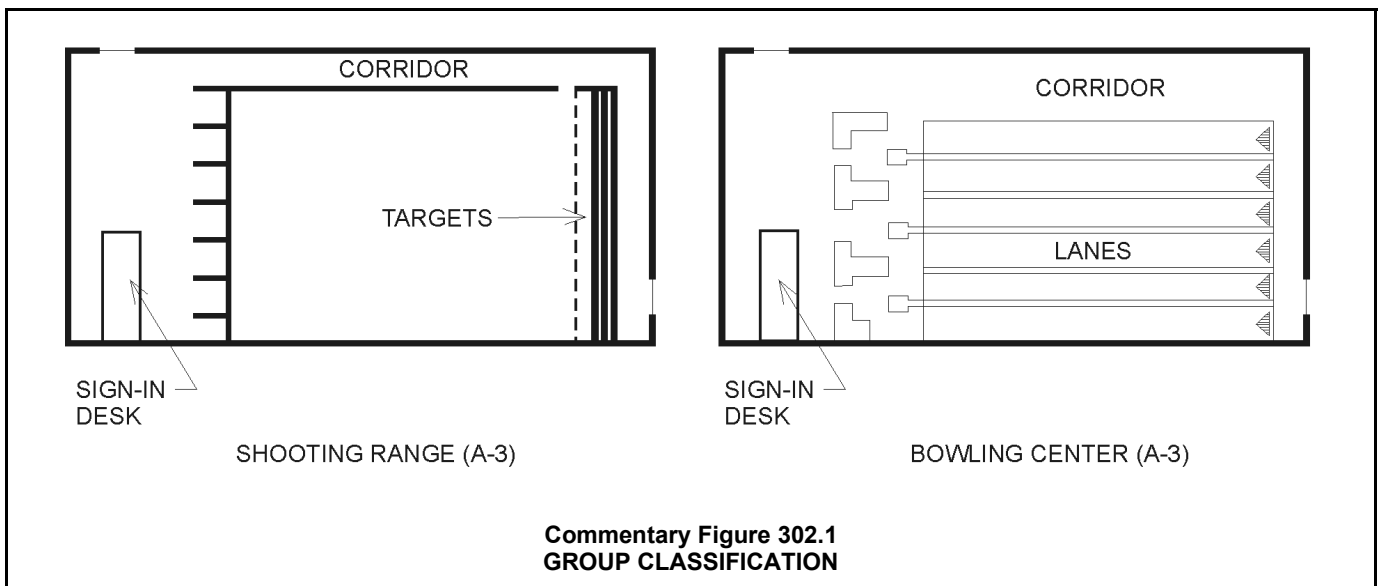 CORRIDOR
TARGETS
SIGN-IN
DESK
SHOOTING RANGE (A-3)
CORRIDOR
LANES
SIGN-IN
DESK
BOWLING CENTER (A-3)
Commentary Figure 302.1
GROUP CLASSIFICATION